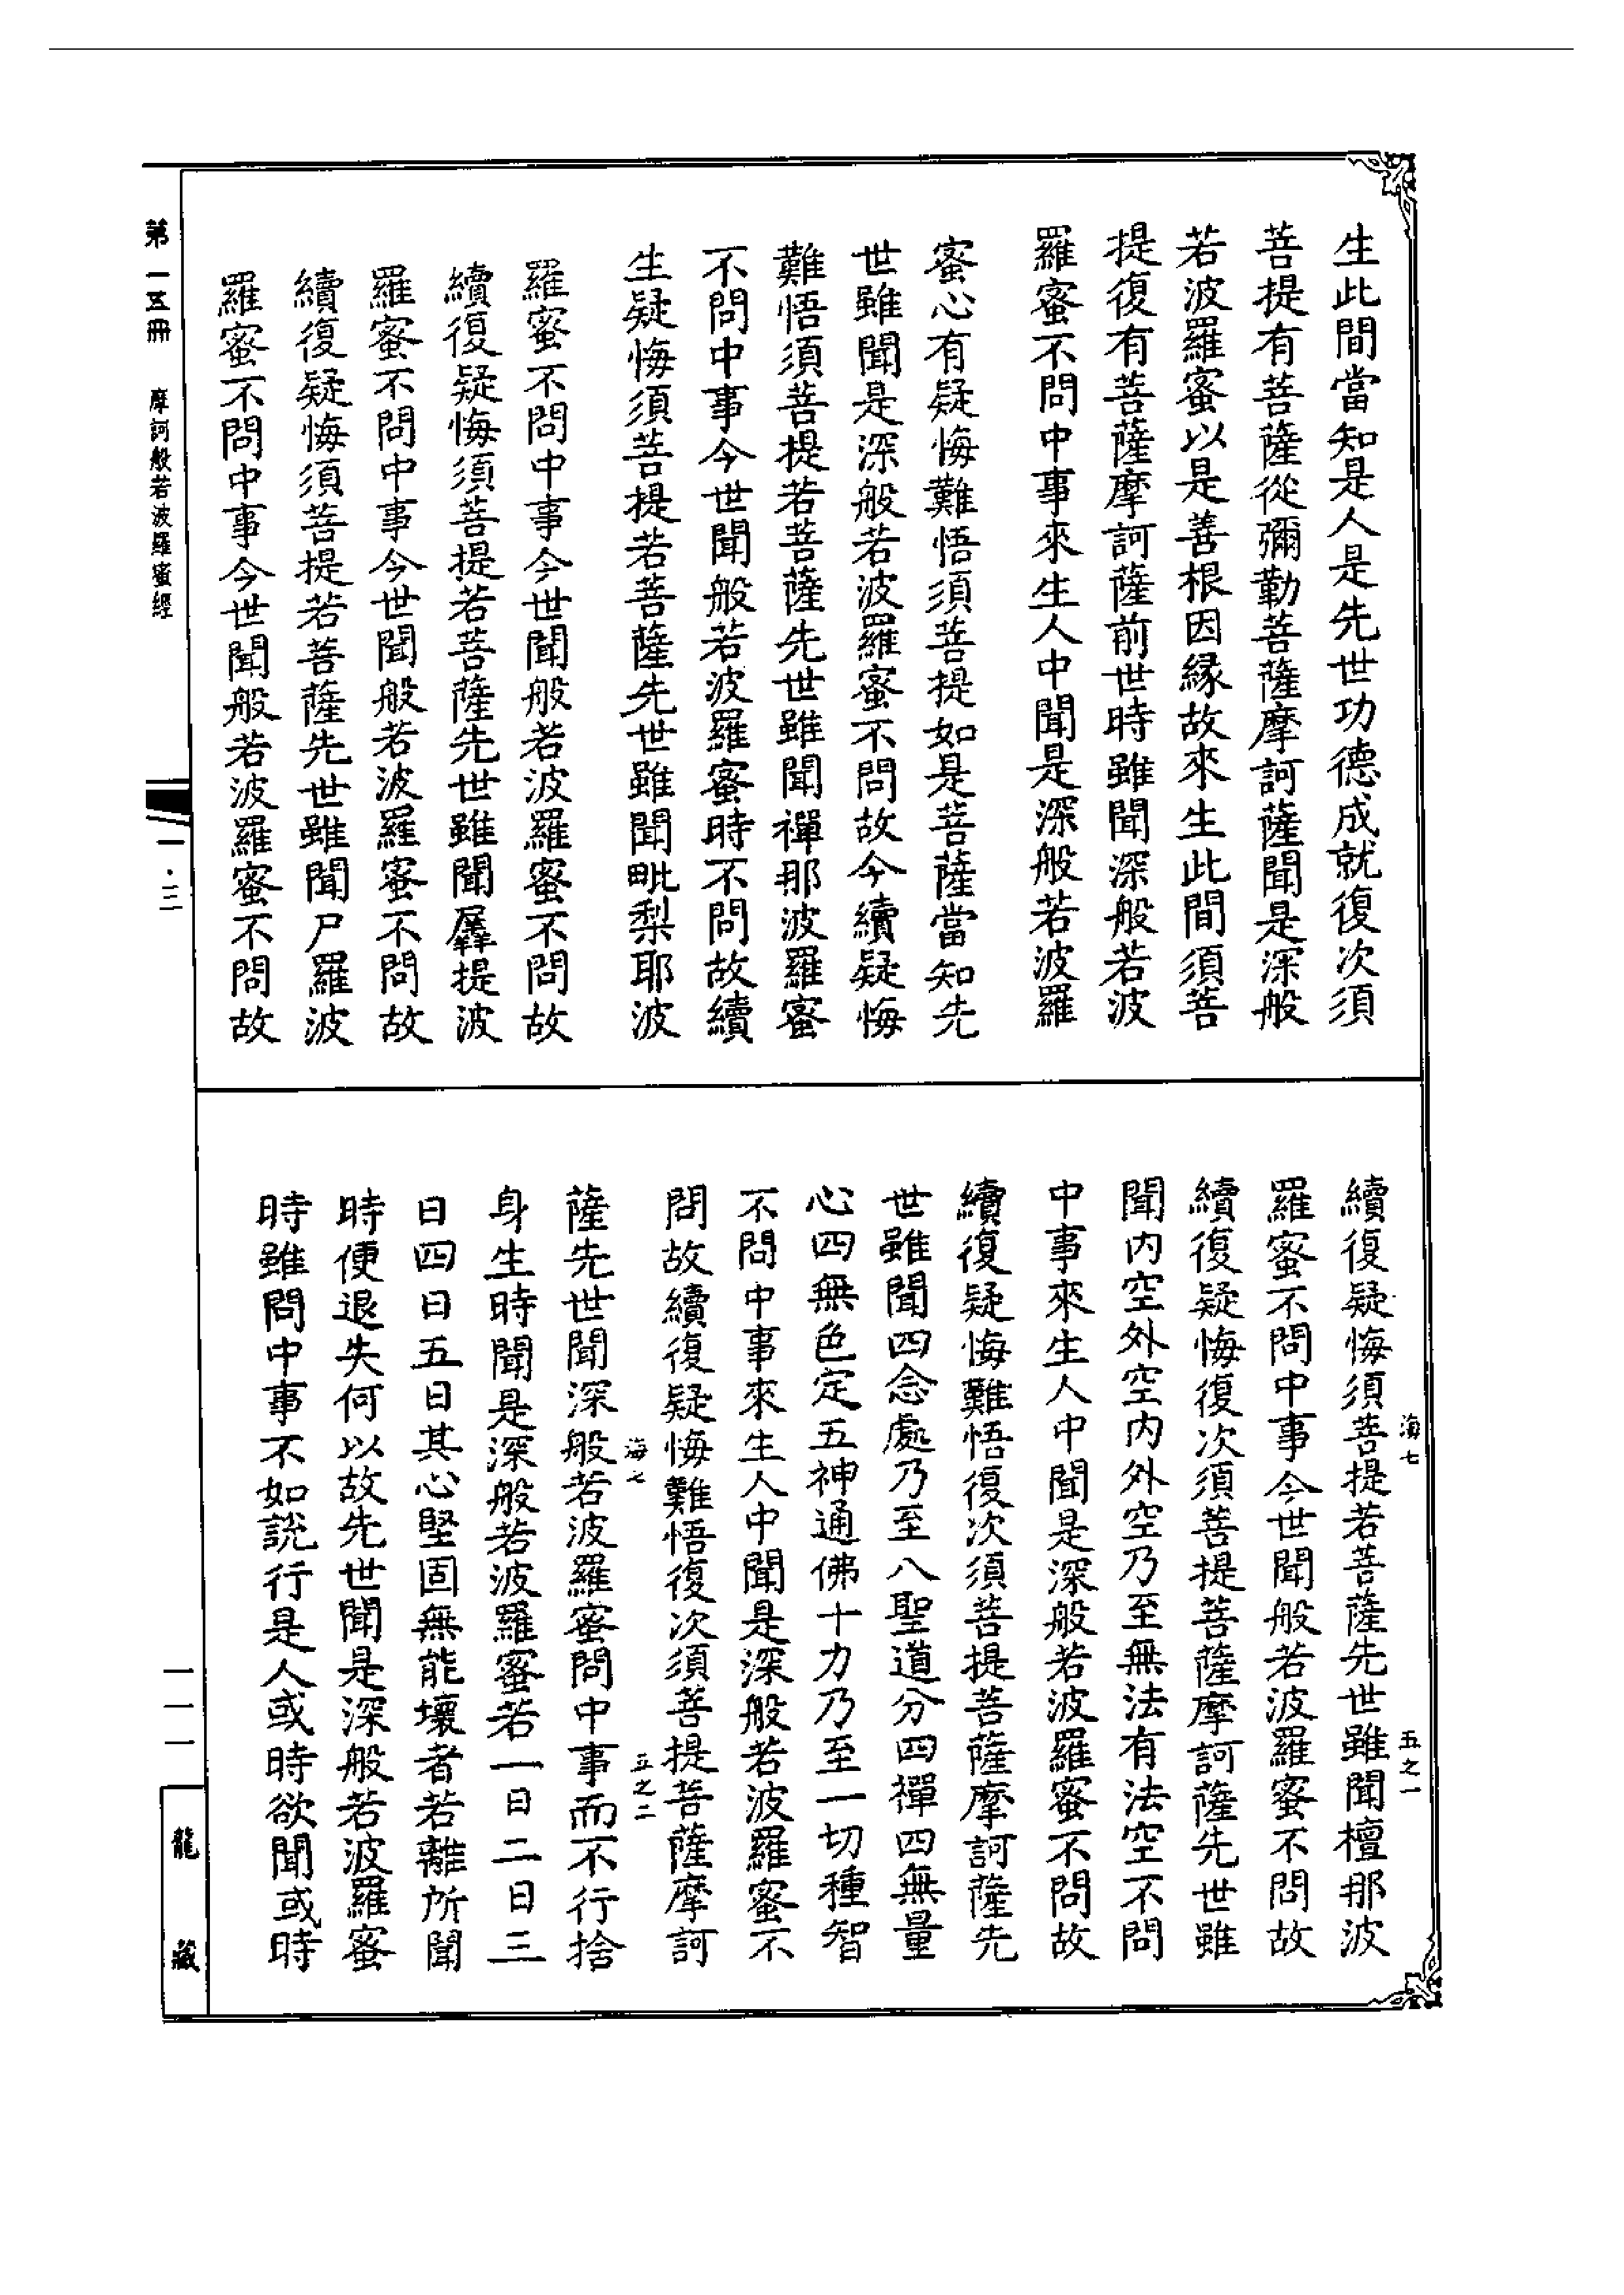 生此間當知是人是先世功德成就復次須
菩提有菩薩從彌勒菩薩摩訶薩聞是深般
若波羅蜜以是善根因緣故來生此間須菩
提復有菩薩摩訶薩前世時雖聞深般若波
羅蜜不問中事來生人中聞是深般若波羅
蜜心有疑悔難悟須菩提如是菩薩當知先
世雖聞是深般若波羅蜜不問故今續疑悔
難悟須菩提若菩薩先世雖聞禪那波羅蜜
不問中事今世聞般若波羅蜜時不問故續
生疑悔須菩提若菩薩先世雖聞毗梨耶波
羅蜜不問中事今世聞般若波羅蜜不問故
續復疑悔須菩提若菩薩先世雖聞羼提波
羅蜜不問中事今世聞般若波羅蜜不問故
續復疑悔須菩提若菩薩先世雖聞尸羅波
羅蜜不問中事今世聞般若波羅蜜不問故
第一五冊 摩訶般若波羅蜜經
一·三
海七 五之一
續復疑悔須菩提若菩薩先世雖聞檀那波
羅蜜不問中事今世聞般若波羅蜜不問故
續復疑悔復次須菩提菩薩摩訶薩先世雖
聞內空外空內外空乃至無法有法空不問
中事來生人中聞是深般若波羅蜜不問故
續復疑悔難悟復次須菩提菩薩摩訶薩先
世雖聞四念處乃至八聖道分四禪四無量
心四無色定五神通佛十力乃至一切種智
不問中事來生人中聞是深般若波羅蜜不
問故續復疑悔難悟復次須菩提菩薩摩訶
海七 五之二
薩先世聞深般若波羅蜜問中事而不行捨
身生時聞是深般若波羅蜜若一日二日三
日四日五日其心堅固無能壞者若離所聞
時便退失何以故先世聞是深般若波羅蜜
時雖問中事不如說行是人或時欲聞或時
一一一
龍藏